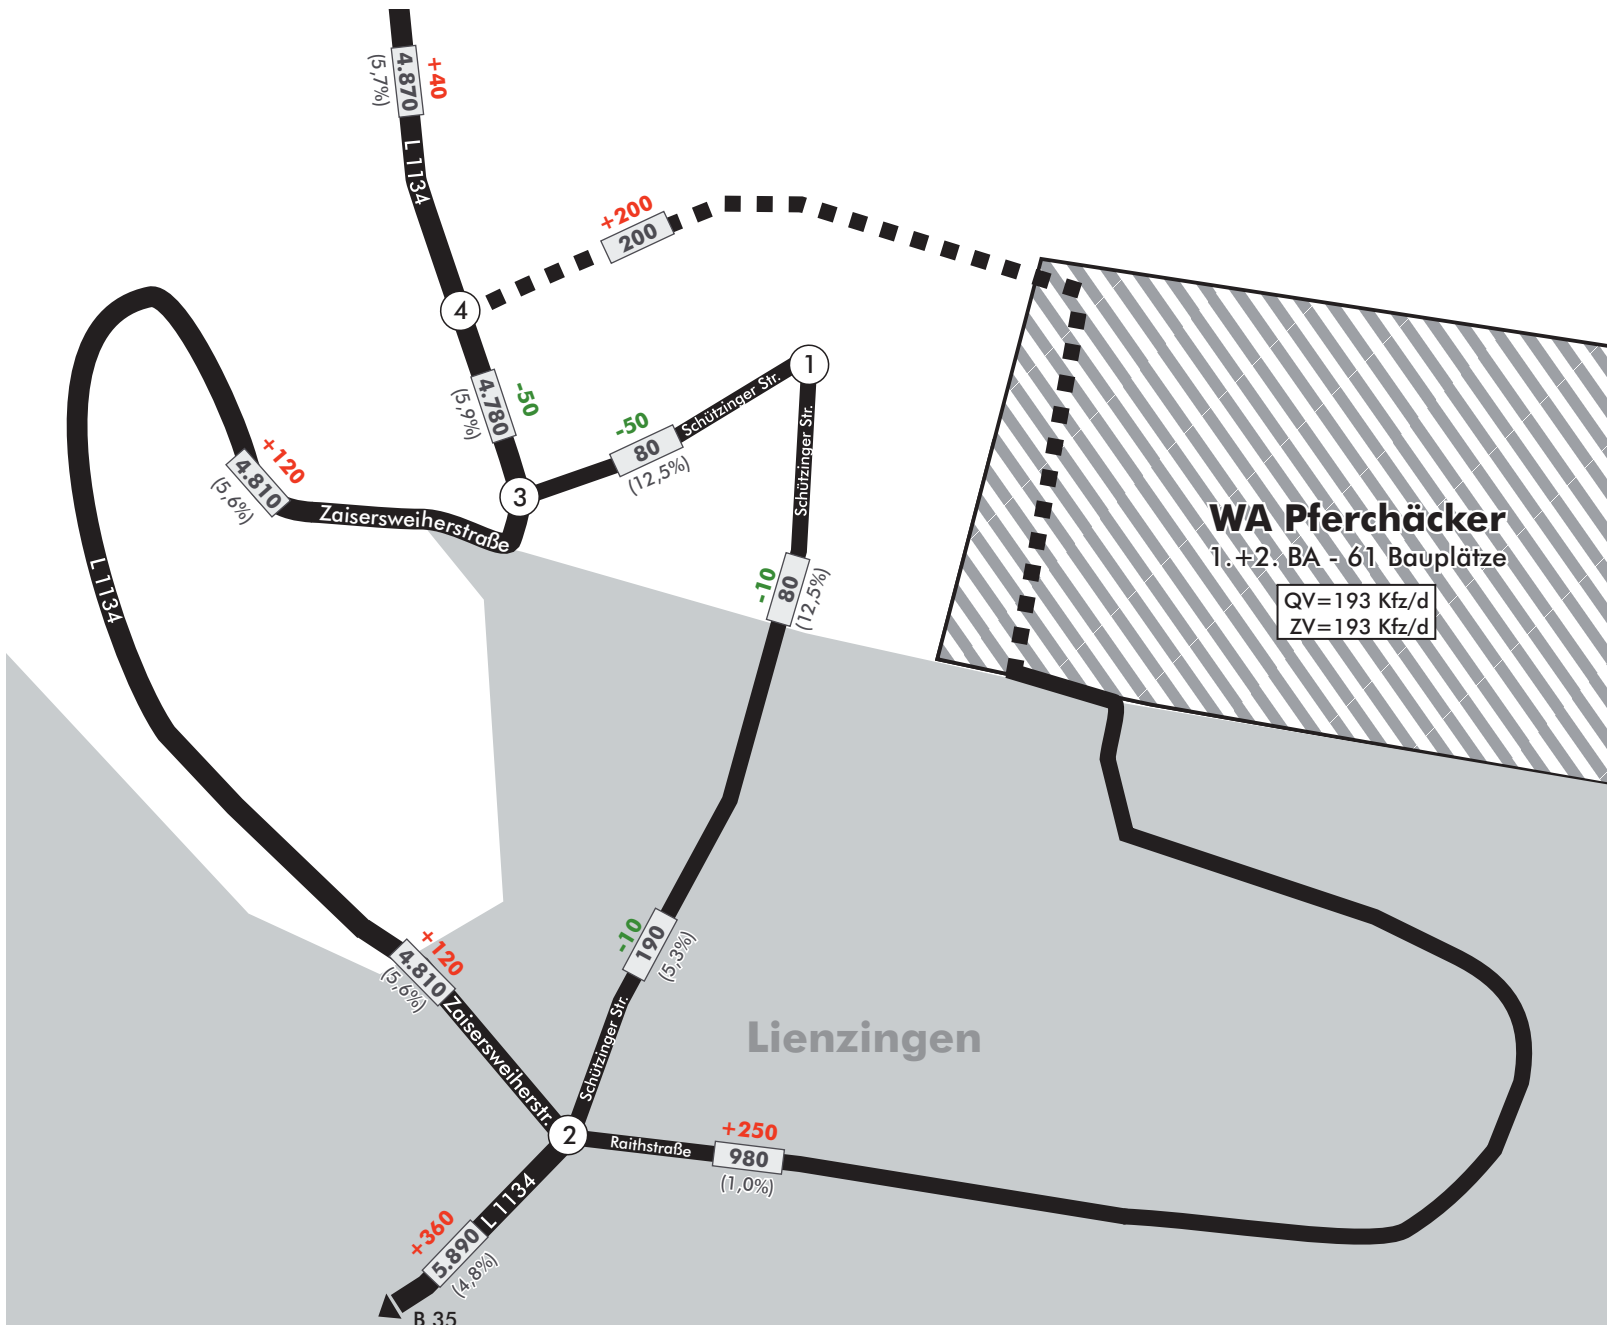 +40
4.870
(5,7%)
L 1134
+200
200
4
1
-50
4.780
(5,9%)
-50
80
(12,5%)
Schützinger Str.
Schützinger Str.
+120
4.810
(5,6%)
3
Zaisersweiherstraße
WA Pferchäcker
1.+2. BA - 61 Bauplätze
QV=193 Kfz/d
ZV=193 Kfz/d
L 1134
-10
80
(12,5%)
+120
4.810
(5,6%)
-10
190
(5,3%)
Zaisersweiherstr.
Schützinger Str.
Lienzingen
2
Raithstraße
+250
980
(1,0%)
L 1134
+360
5.890
(4,8%)
B 35